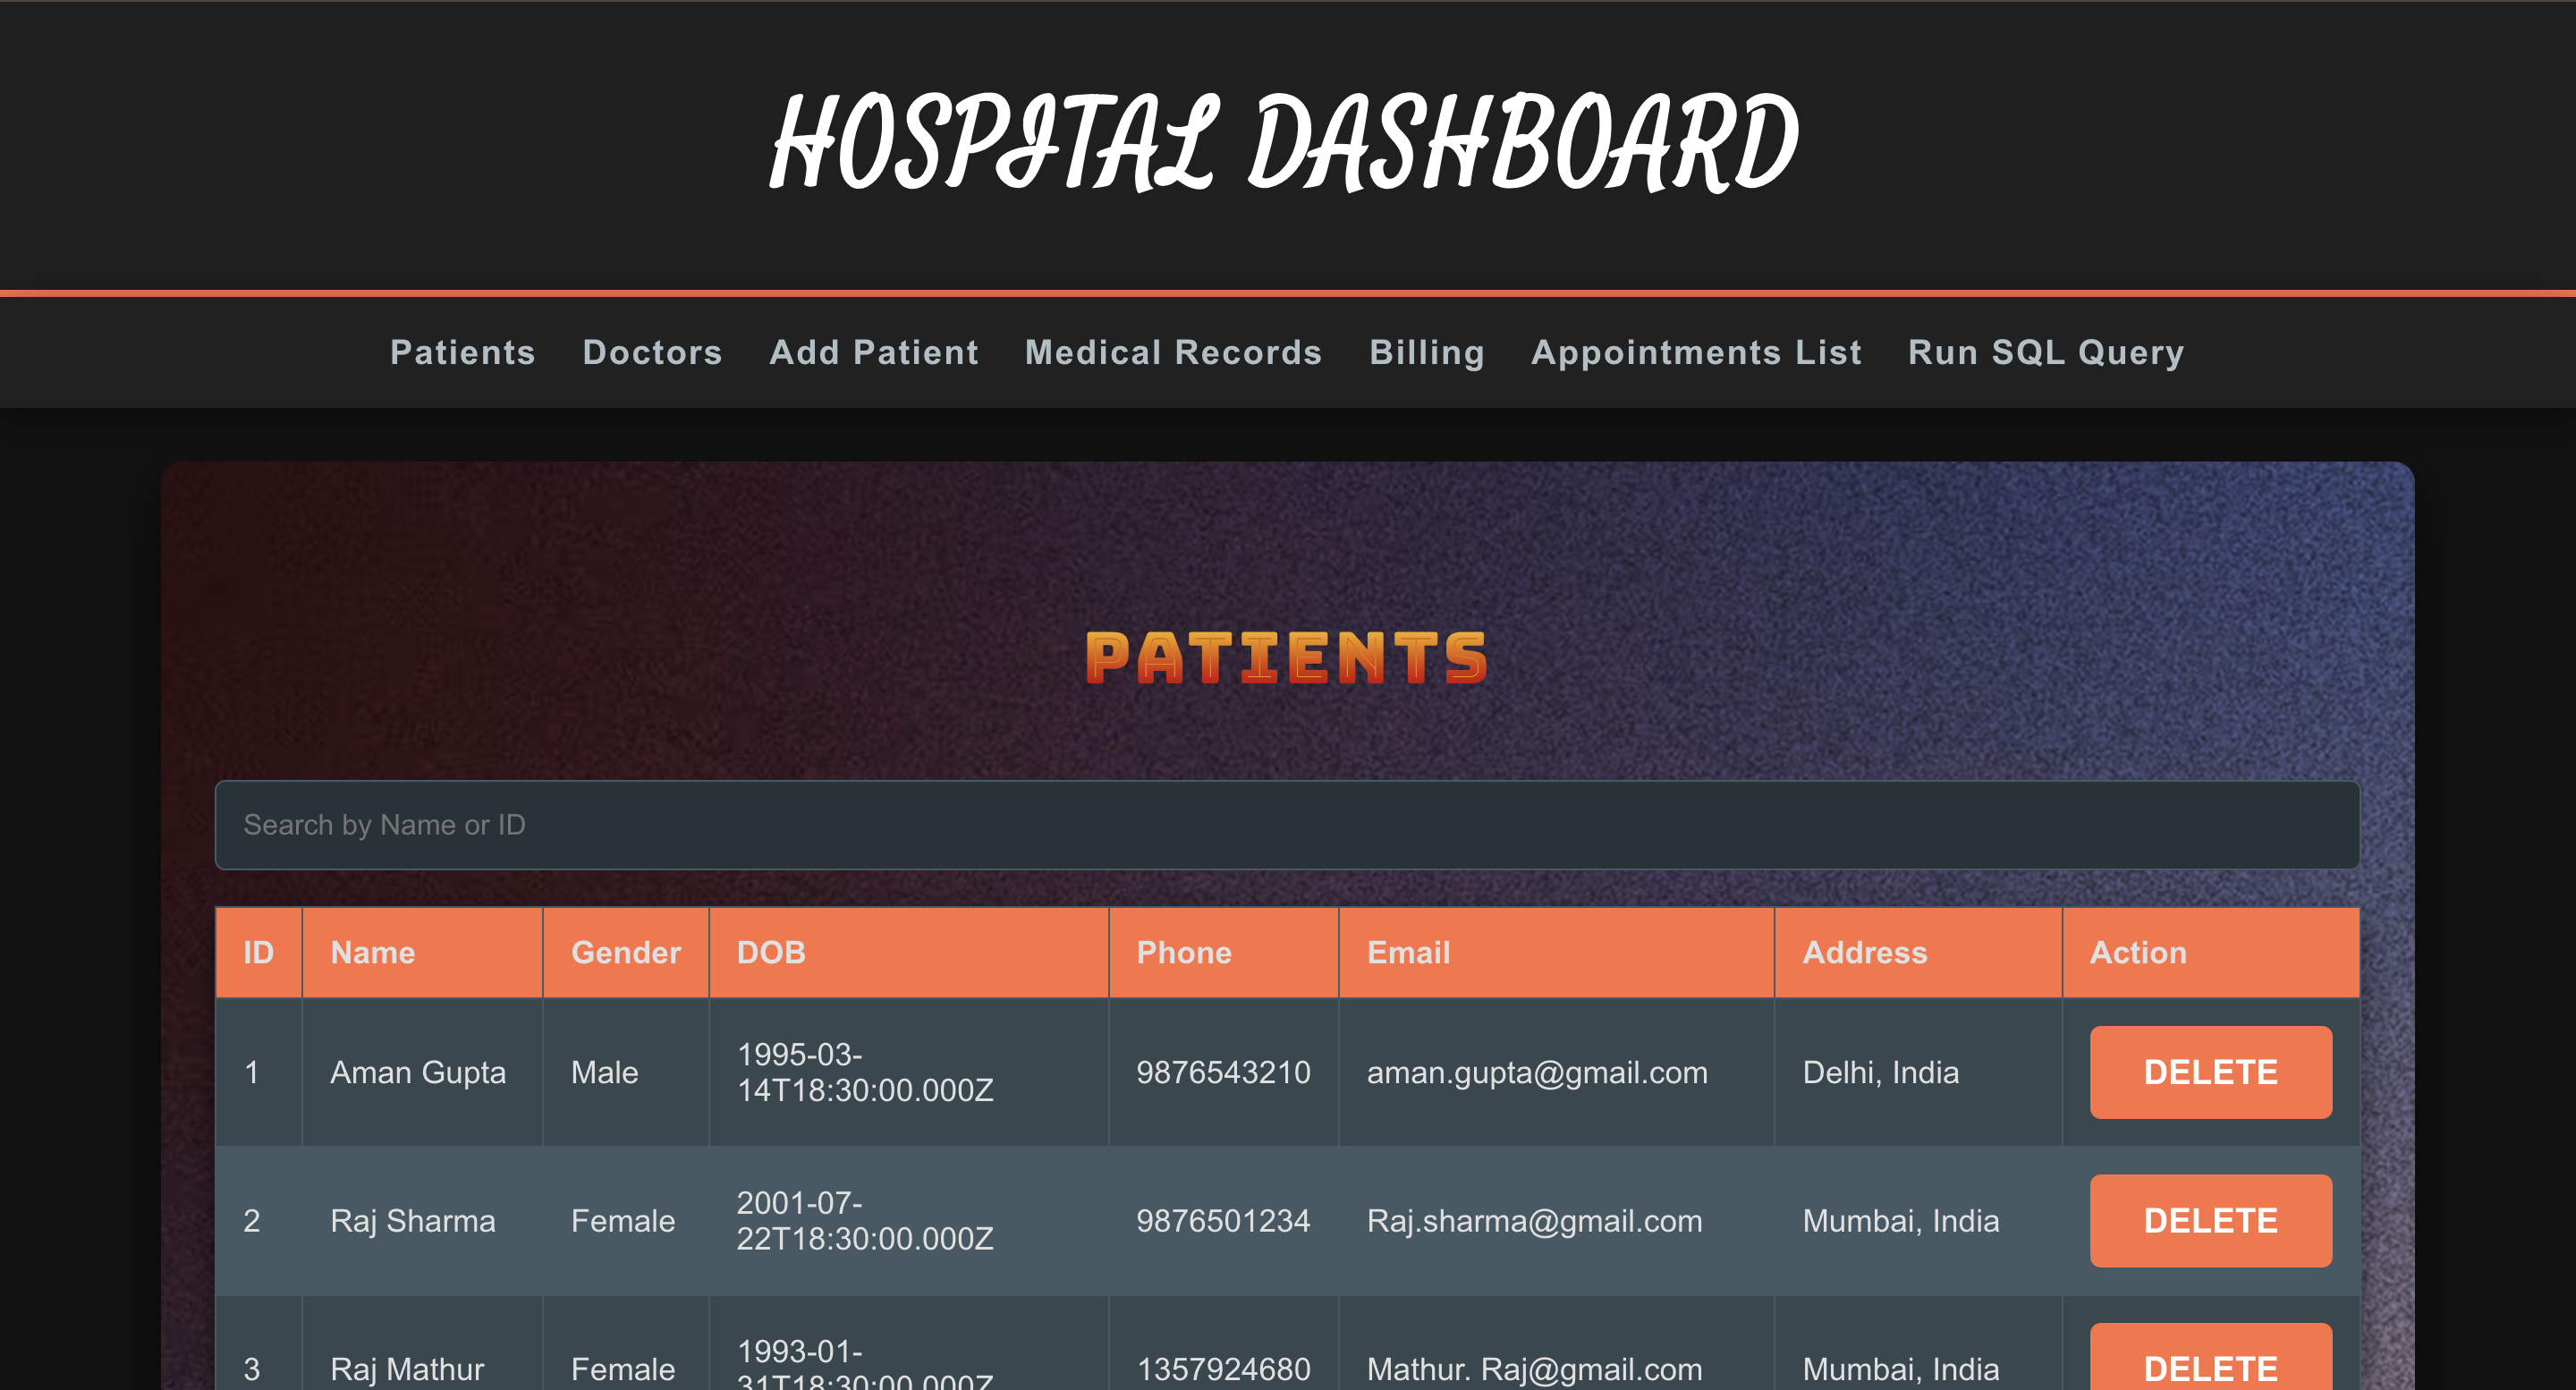 HOSPITAL DASHBOARD
Patients Doctors Add Patient Medical Records Billing Appointments List Run SQL Query
PATIENTS
Search by Name or ID
ID Name Gender DOB Phone Email Address Action
1 Aman Gupta Male 1995-03-
14T18:30:00.000Z 9876543210 aman.gupta@gmail.com Delhi, India DELETE
2 Raj Sharma Female 2001-07-
22T18:30:00.000Z 9876501234 Raj.sharma@gmail.com Mumbai, India DELETE
3 Raj Mathur Female 1993-01-
31T18:30:00.000Z 1357924680 Mathur. Raj@gmail.com Mumbai, India DELETE